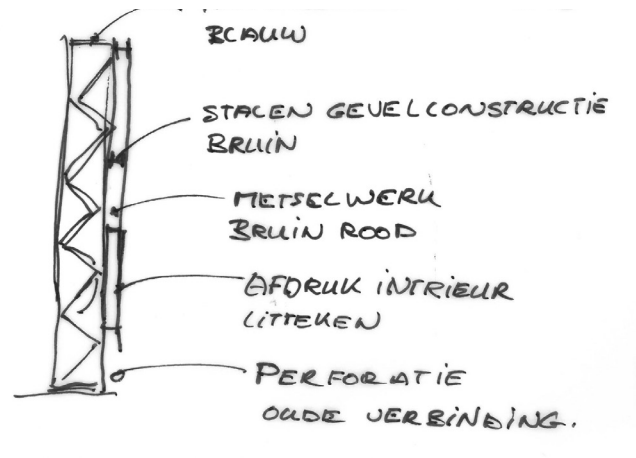 BLAUW
STALEN GEVELCONSTRUCTIE
BRUIN
METSELWERK
BRUIN ROOD
AFDRUK INTRIEUR
LITTEKEN
PERFORATIE
OUDE VERBINDING.